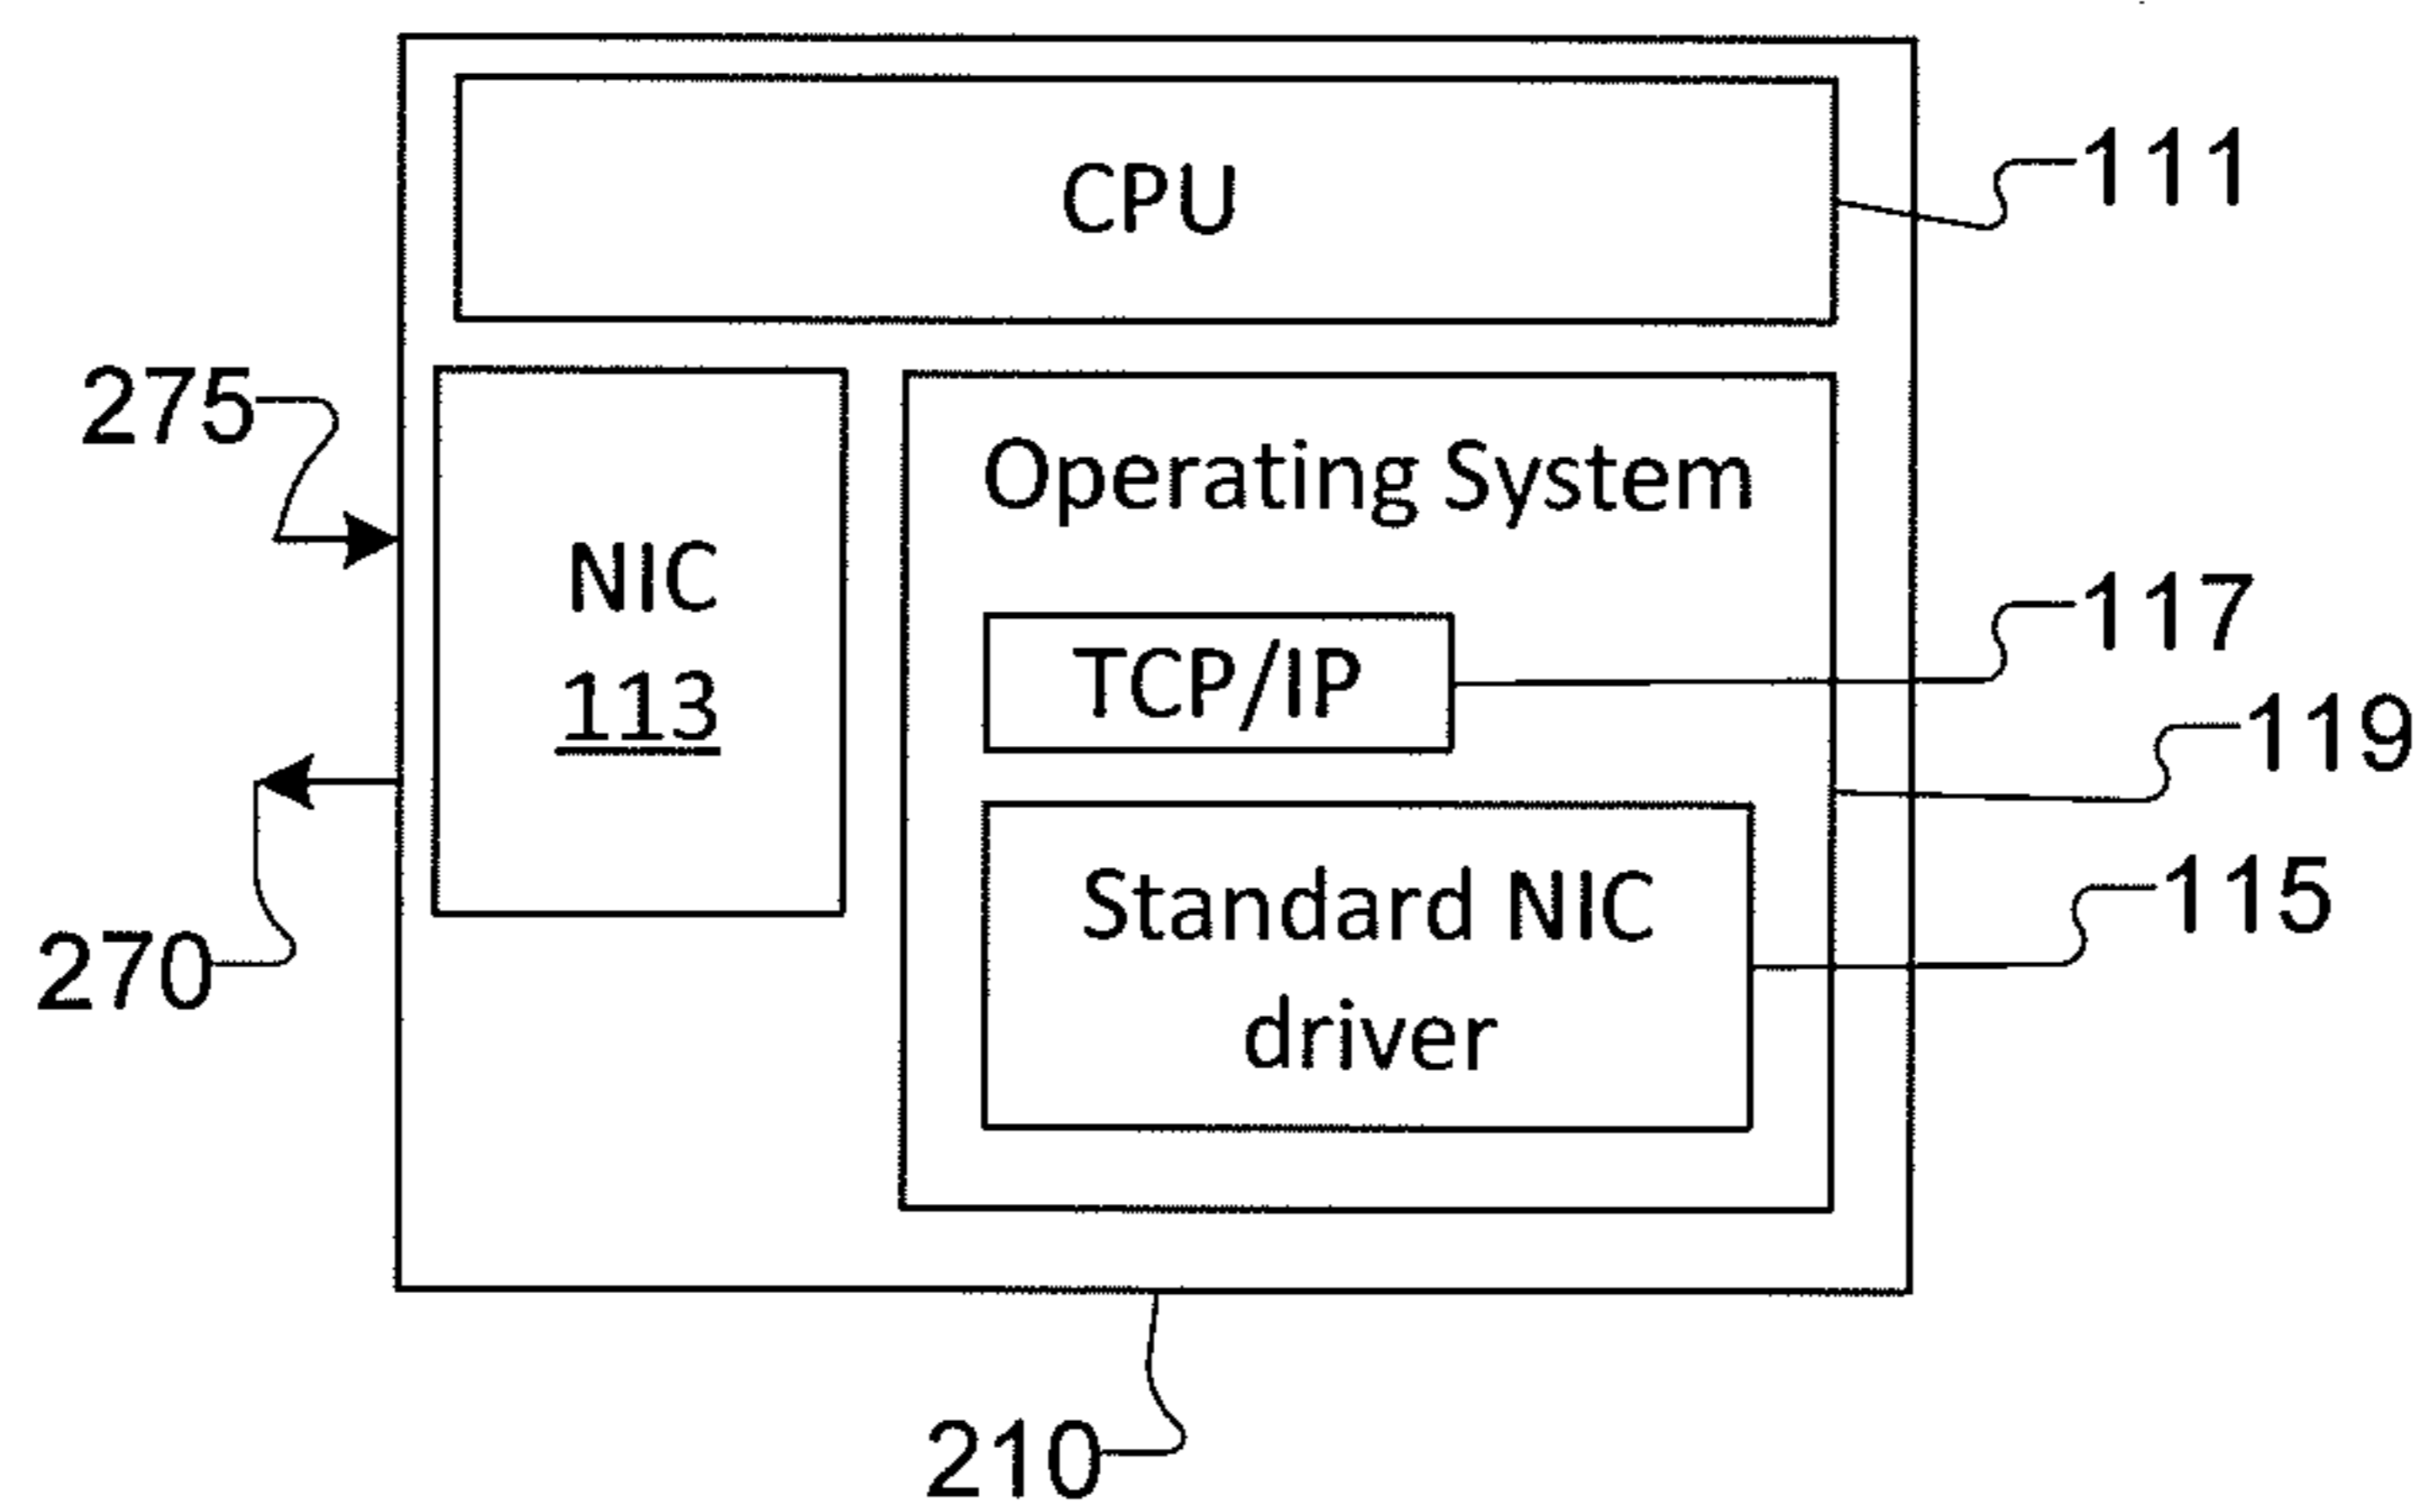 CPU
111
275
Operating System
NIC
113
117
TCP/IP
119
Standard NIC
driver
115
270
210